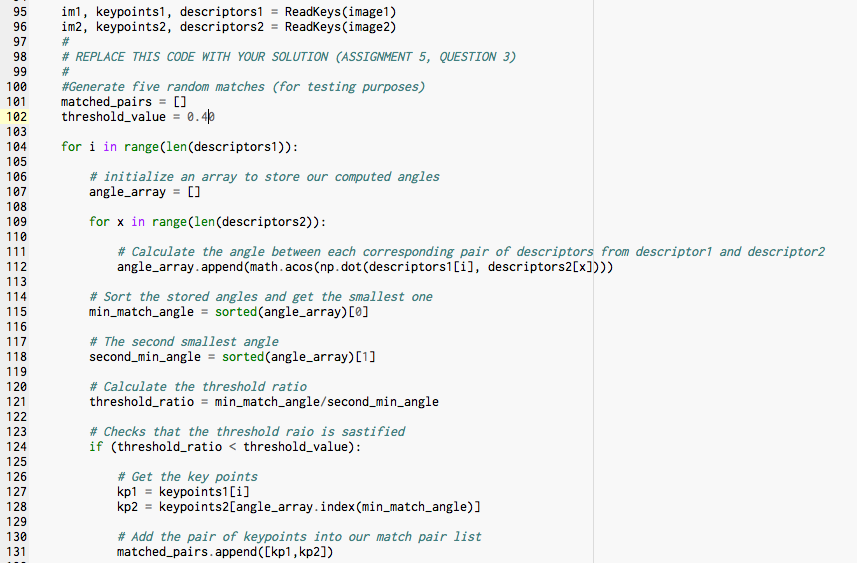 95 im1, keypoints1, descriptors1 = ReadKeys(image1)
96 im2, keypoints2, descriptors2 = ReadKeys(image2)
97 #
98 # REPLACE THIS CODE WITH YOUR SOLUTION (ASSIGNMENT 5, QUESTION 3)
99 #
100 #Generate five random matches (for testing purposes)
101 matched_pairs = []
102 threshold_value = 0.40
103
104 for i in range(len(descriptors1)):
105
106 # initialize an array to store our computed angles
107 angle_array = []
108
109 for x in range(len(descriptors2)):
110
111 # Calculate the angle between each corresponding pair of descriptors from descriptor1 and descriptor2
112 angle_array.append(math.acos(np.dot(descriptors1[i], descriptors2[x])))
113
114 # Sort the stored angles and get the smallest one
115 min_match_angle = sorted(angle_array)[0]
116
117 # The second smallest angle
118 second_min_angle = sorted(angle_array)[1]
119
120 # Calculate the threshold ratio
121 threshold_ratio = min_match_angle/second_min_angle
122
123 # Checks that the threshold raio is sastified
124 if (threshold_ratio < threshold_value):
125
126 # Get the key points
127 kp1 = keypoints1[i]
128 kp2 = keypoints2[angle_array.index(min_match_angle)]
129
130 # Add the pair of keypoints into our match pair list
131 matched_pairs.append([kp1,kp2])